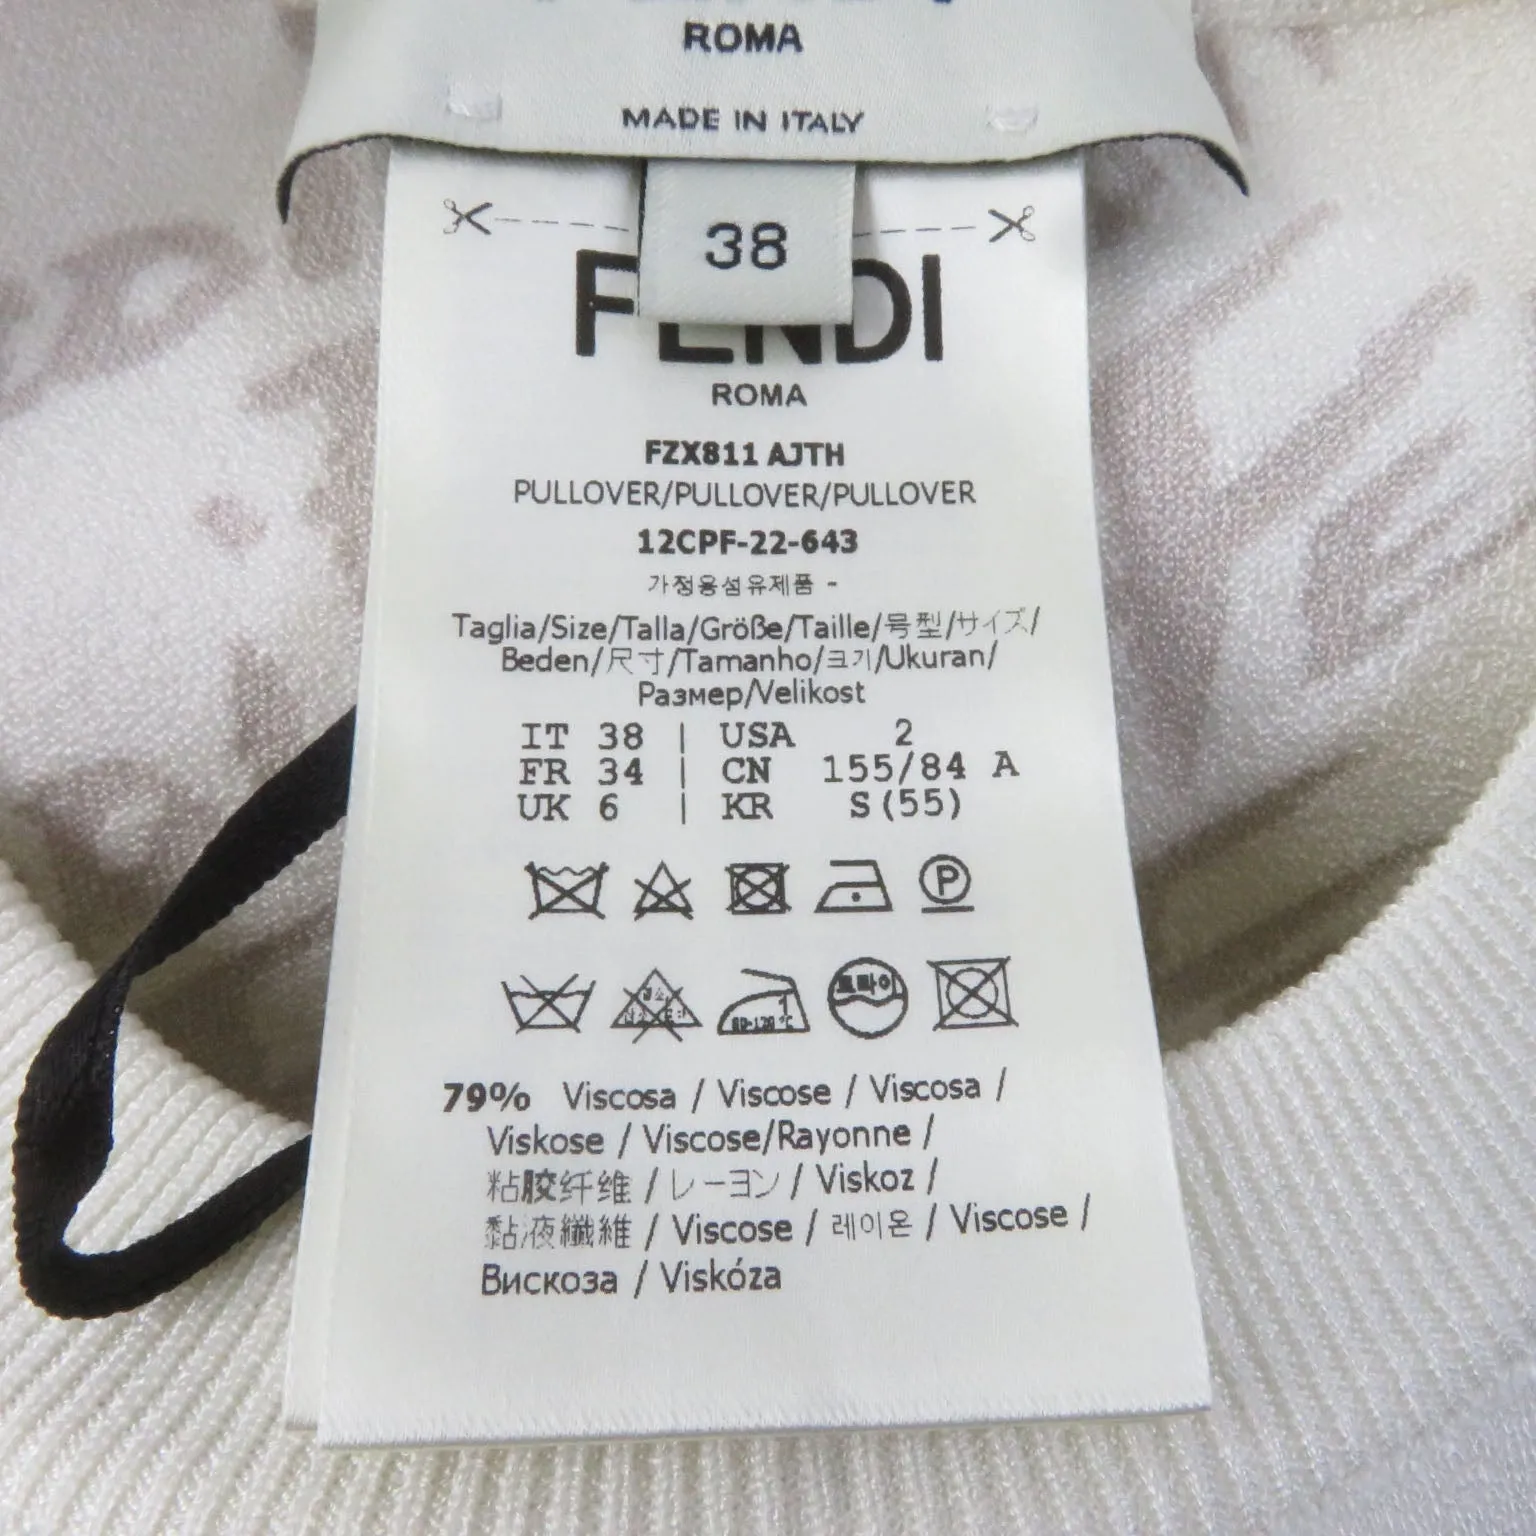 ROMA
MADE IN ITALY
38
FENDI
ROMA
FZX811 AJTH
PULLOVER/PULLOVER/PULLOVER
12CPF-22-643
가정용섬유제품 -
Taglia/Size/Talla/Größe/Taille/号型/サイズ/
Beden/尺寸/Tamanho/크기/Ukuran/
Размер/Velikost
IT 38 | USA 2
FR 34 | CN 155/84 A
UK 6 | KR S(55)
P
드라이
79% Viscosa / Viscose / Viscosa /
Viskose / Viscose/Rayonne /
粘胶纤维 / レーヨン / Viskoz /
黏液纖維 / Viscose / 레이온 / Viscose /
Вискоза / Viskóza